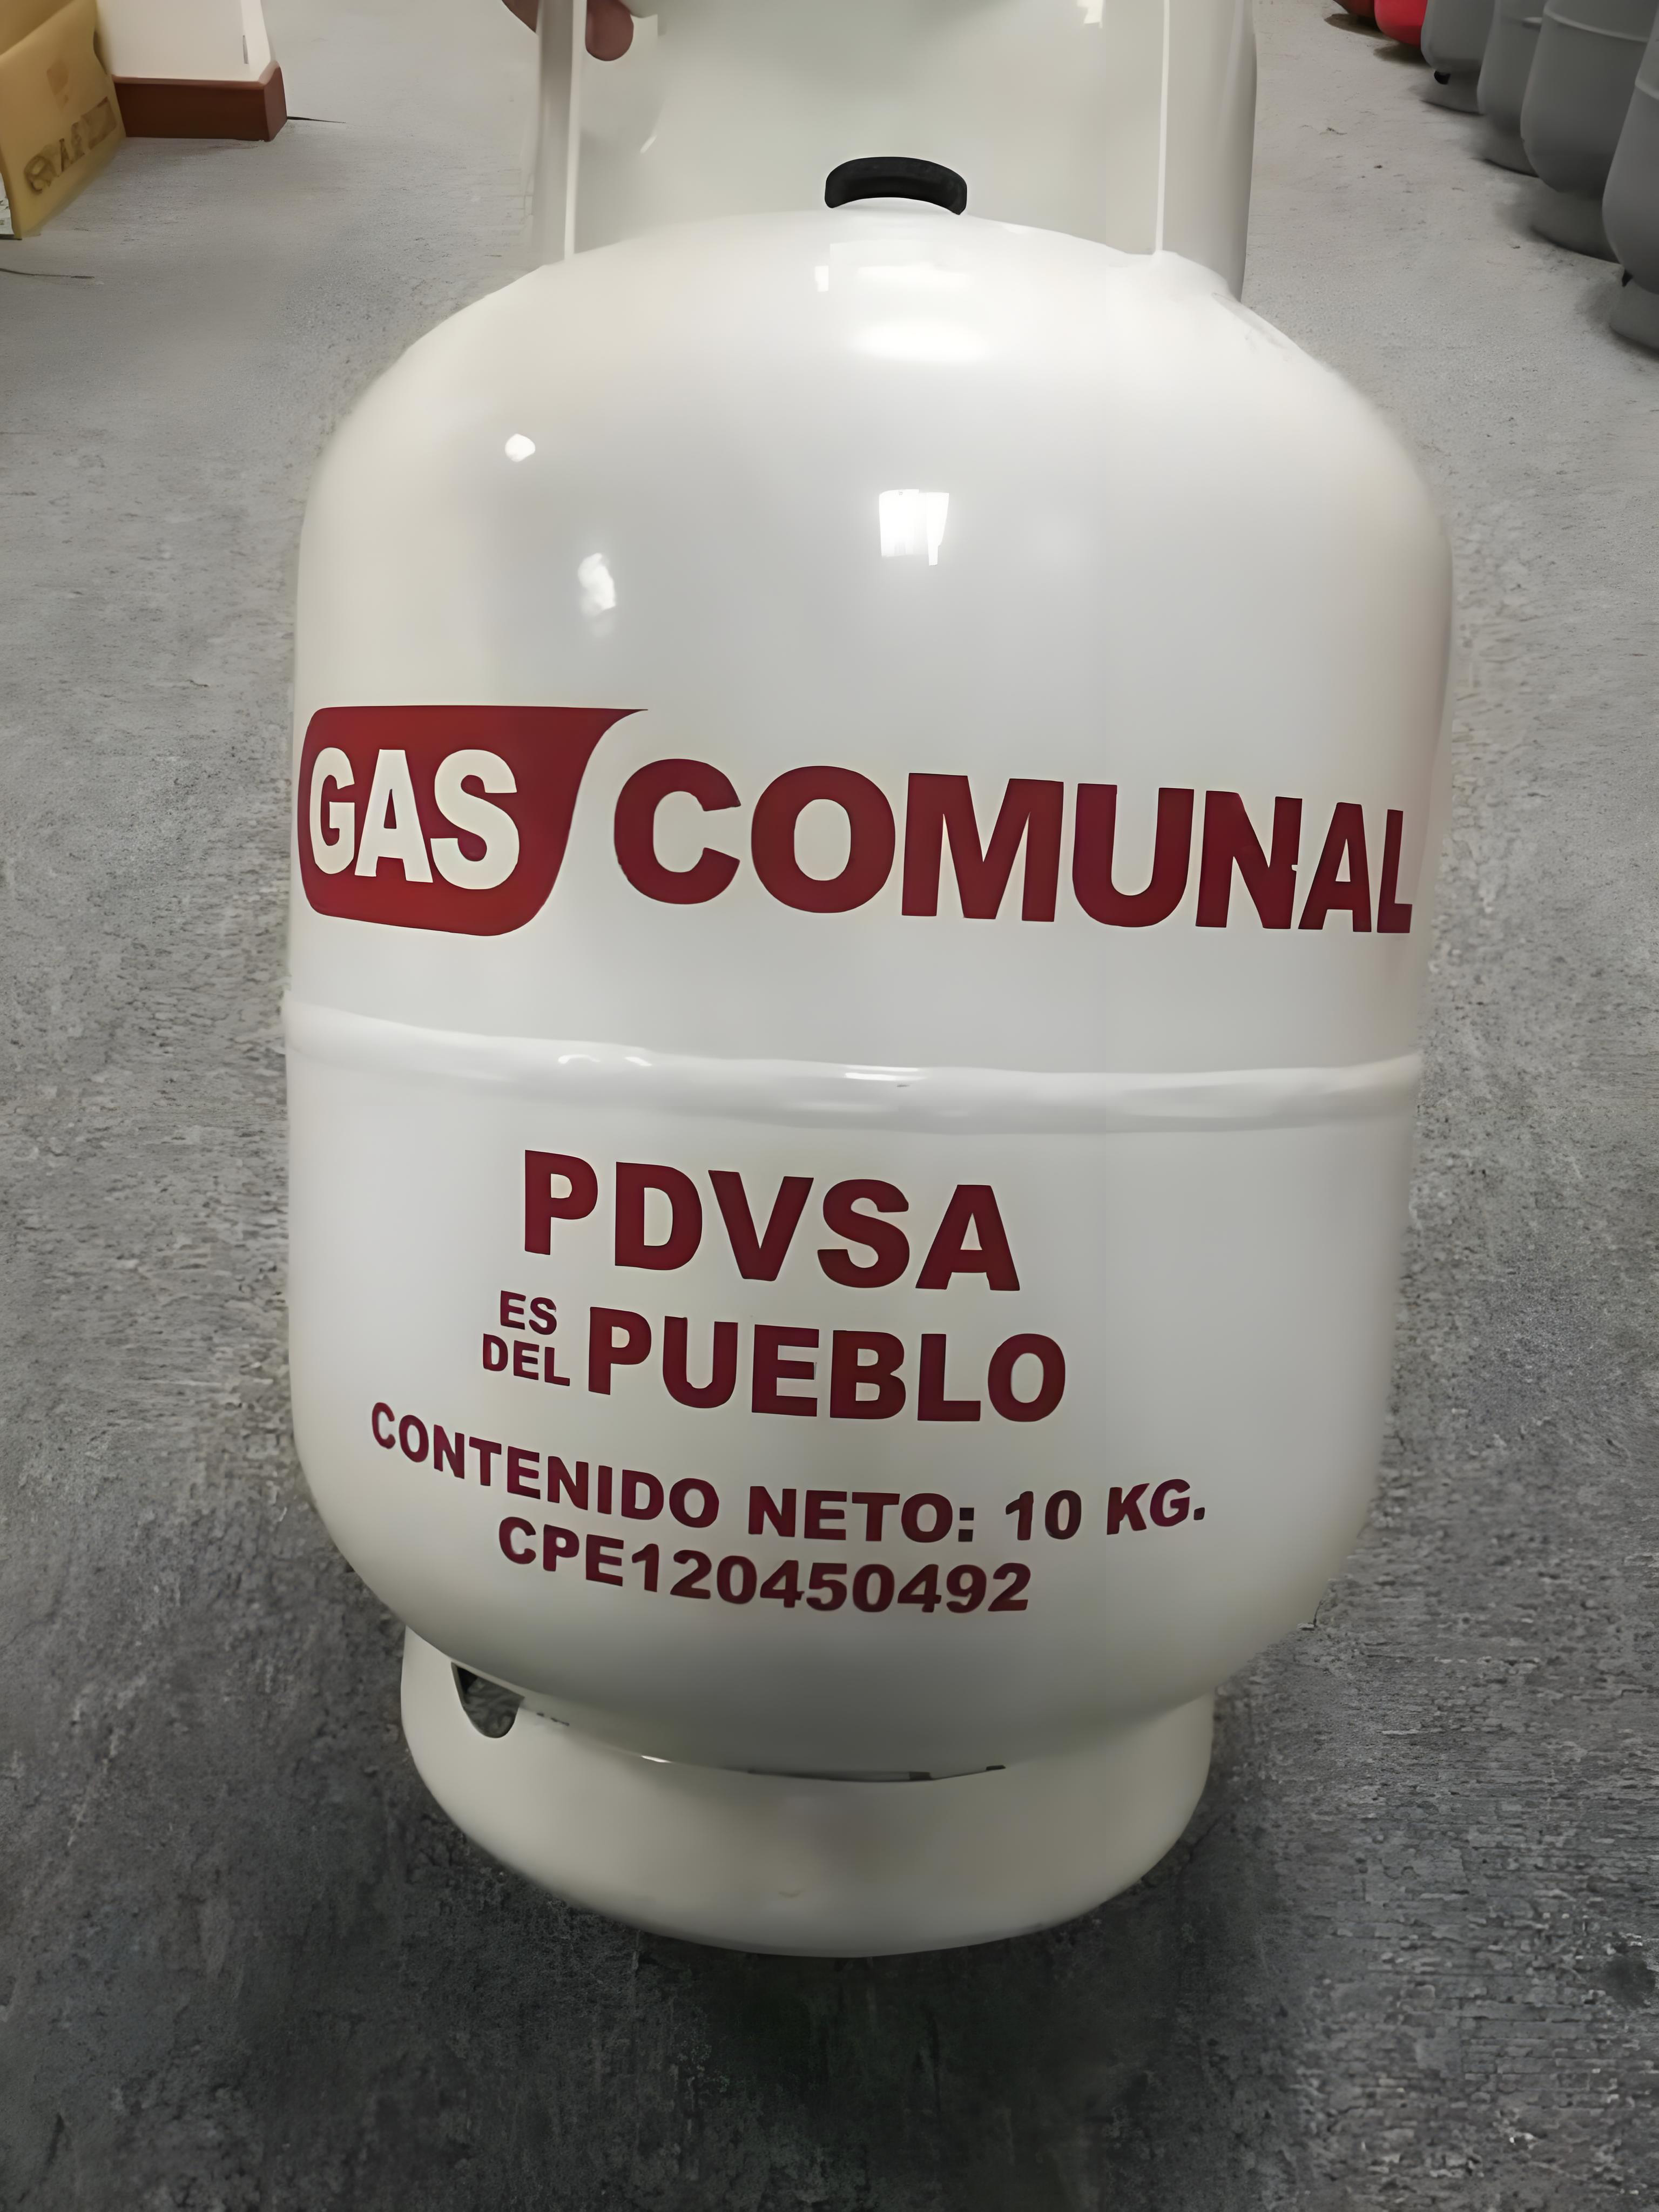 GAS COMUNAL
PDVSA
ES
DEL PUEBLO
CONTENIDO NETO: 10 KG.
CPE120450492